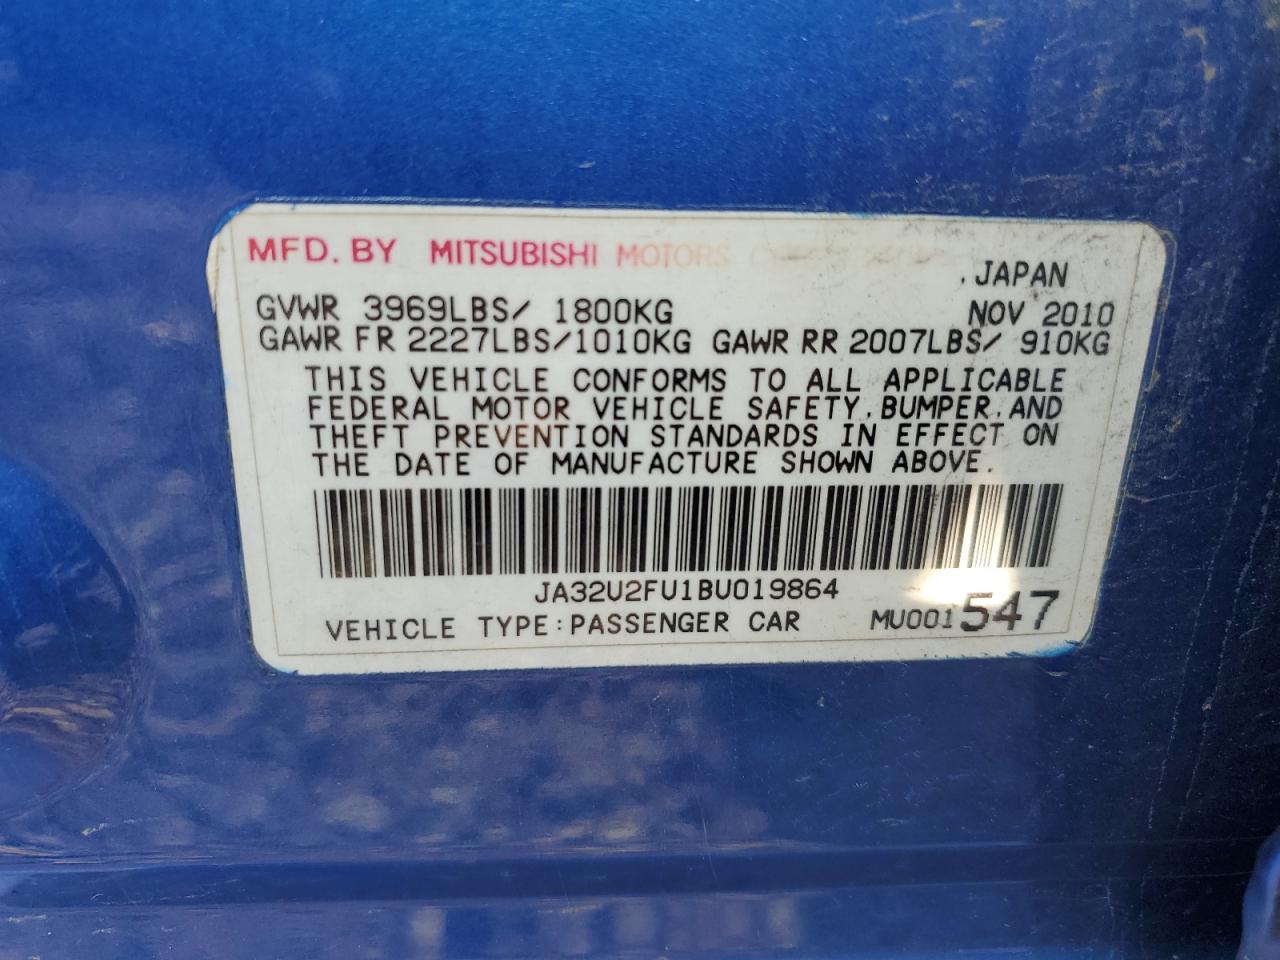 MFD. BY MITSUBISHI MOTORS
.JAPAN
GVWR 3969LBS/ 1800KG NOV 2010
GAWR FR 2227LBS/1010KG GAWR RR 2007LBS/ 910KG
THIS VEHICLE CONFORMS TO ALL APPLICABLE
FEDERAL MOTOR VEHICLE SAFETY.BUMPER.AND
THEFT PREVENTION STANDARDS IN EFFECT ON
THE DATE OF MANUFACTURE SHOWN ABOVE.
JA32U2FU1BU019864
VEHICLE TYPE:PASSENGER CAR MU001547